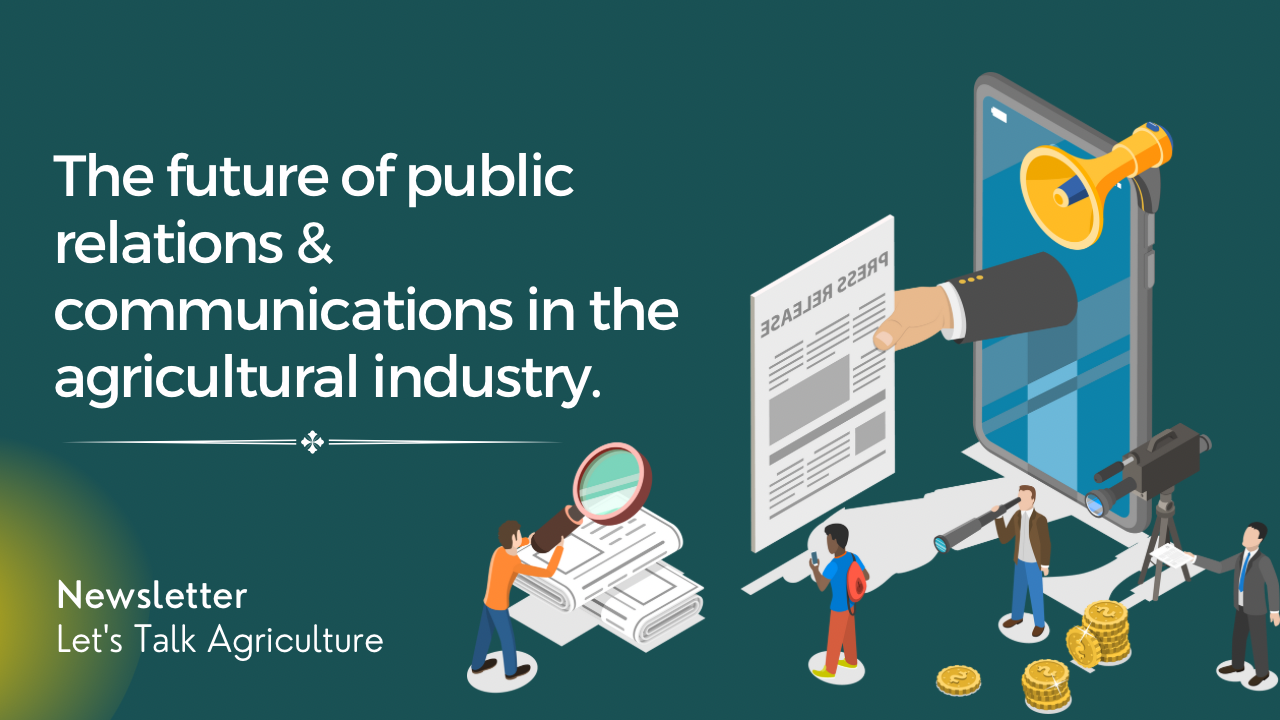 The future of public
relations &
communications in the
agricultural industry.
PRESS RELEASE
Newsletter
Let's Talk Agriculture